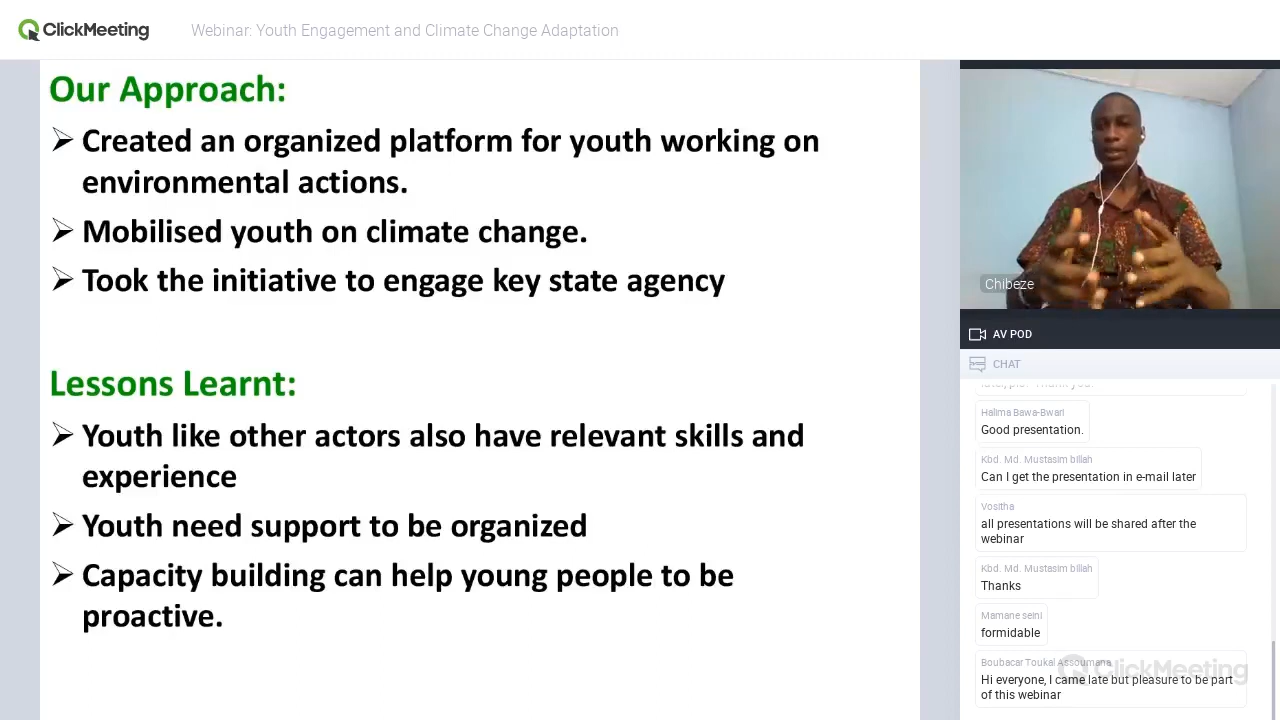 ClickMeeting
Webinar: Youth Engagement and Climate Change Adaptation
Our Approach:
➢ Created an organized platform for youth working on
environmental actions.
➢ Mobilised youth on climate change.
➢ Took the initiative to engage key state agency
Lessons Learnt:
➢ Youth like other actors also have relevant skills and
experience
➢ Youth need support to be organized
➢ Capacity building can help young people to be
proactive.
Chibeze
AV POD
CHAT
Halima Bawa-Bwari
Good presentation.
Kbd. Md. Mustasim billah
Can I get the presentation in e-mail later
Vositha
all presentations will be shared after the
webinar
Kbd. Md. Mustasim billah
Thanks
Mamane seini
formidable
Boubacar Toukal Assoumana
Hi everyone, I came late but pleasure to be part
of this webinar
ClickMeeting